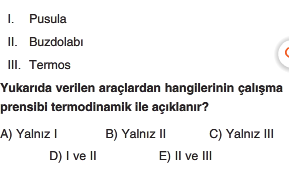 I. Pusula
II. Buzdolabı
III. Termos
Yukarıda verilen araçlardan hangilerinin çalışma
prensibi termodinamik ile açıklanır?
A) Yalnız I B) Yalnız II C) Yalnız III
D) I ve II E) II ve III